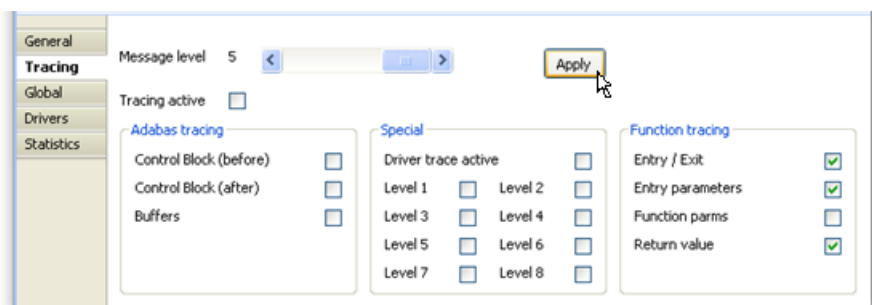 General
Tracing
Global
Drivers
Statistics
Message level 5
Apply
Tracing active
Adabas tracing
Control Block (before)
Control Block (after)
Buffers
Special
Driver trace active
Level 1 Level 2
Level 3 Level 4
Level 5 Level 6
Level 7 Level 8
Function tracing
Entry / Exit
Entry parameters
Function parms
Return value